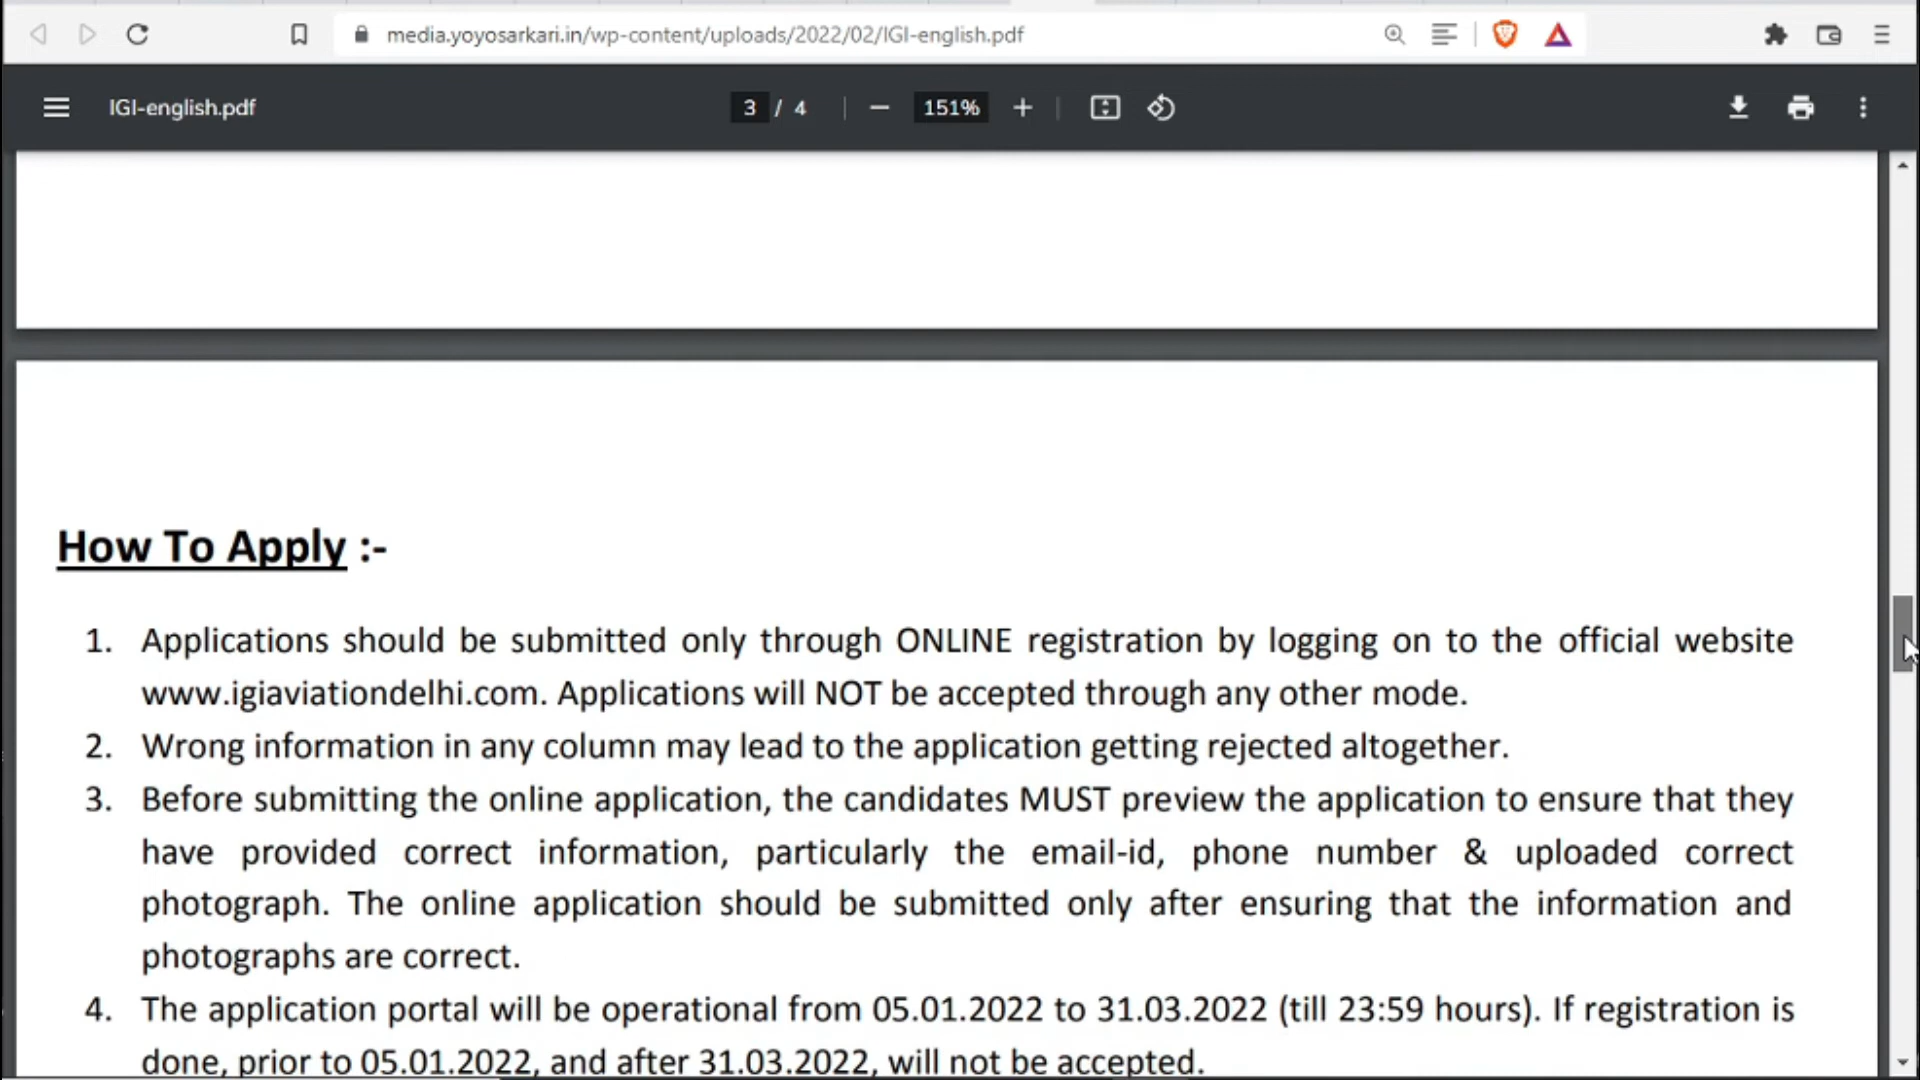 media.yoyosarkari.in/wp-content/uploads/2022/02/IGI-english.pdf
IGI-english.pdf
3 / 4
151%
How To Apply :-
1. Applications should be submitted only through ONLINE registration by logging on to the official website
www.igiaviationdelhi.com. Applications will NOT be accepted through any other mode.
2. Wrong information in any column may lead to the application getting rejected altogether.
3. Before submitting the online application, the candidates MUST preview the application to ensure that they
have provided correct information, particularly the email-id, phone number & uploaded correct
photograph. The online application should be submitted only after ensuring that the information and
photographs are correct.
4. The application portal will be operational from 05.01.2022 to 31.03.2022 (till 23:59 hours). If registration is
done, prior to 05.01.2022, and after 31.03.2022, will not be accepted.